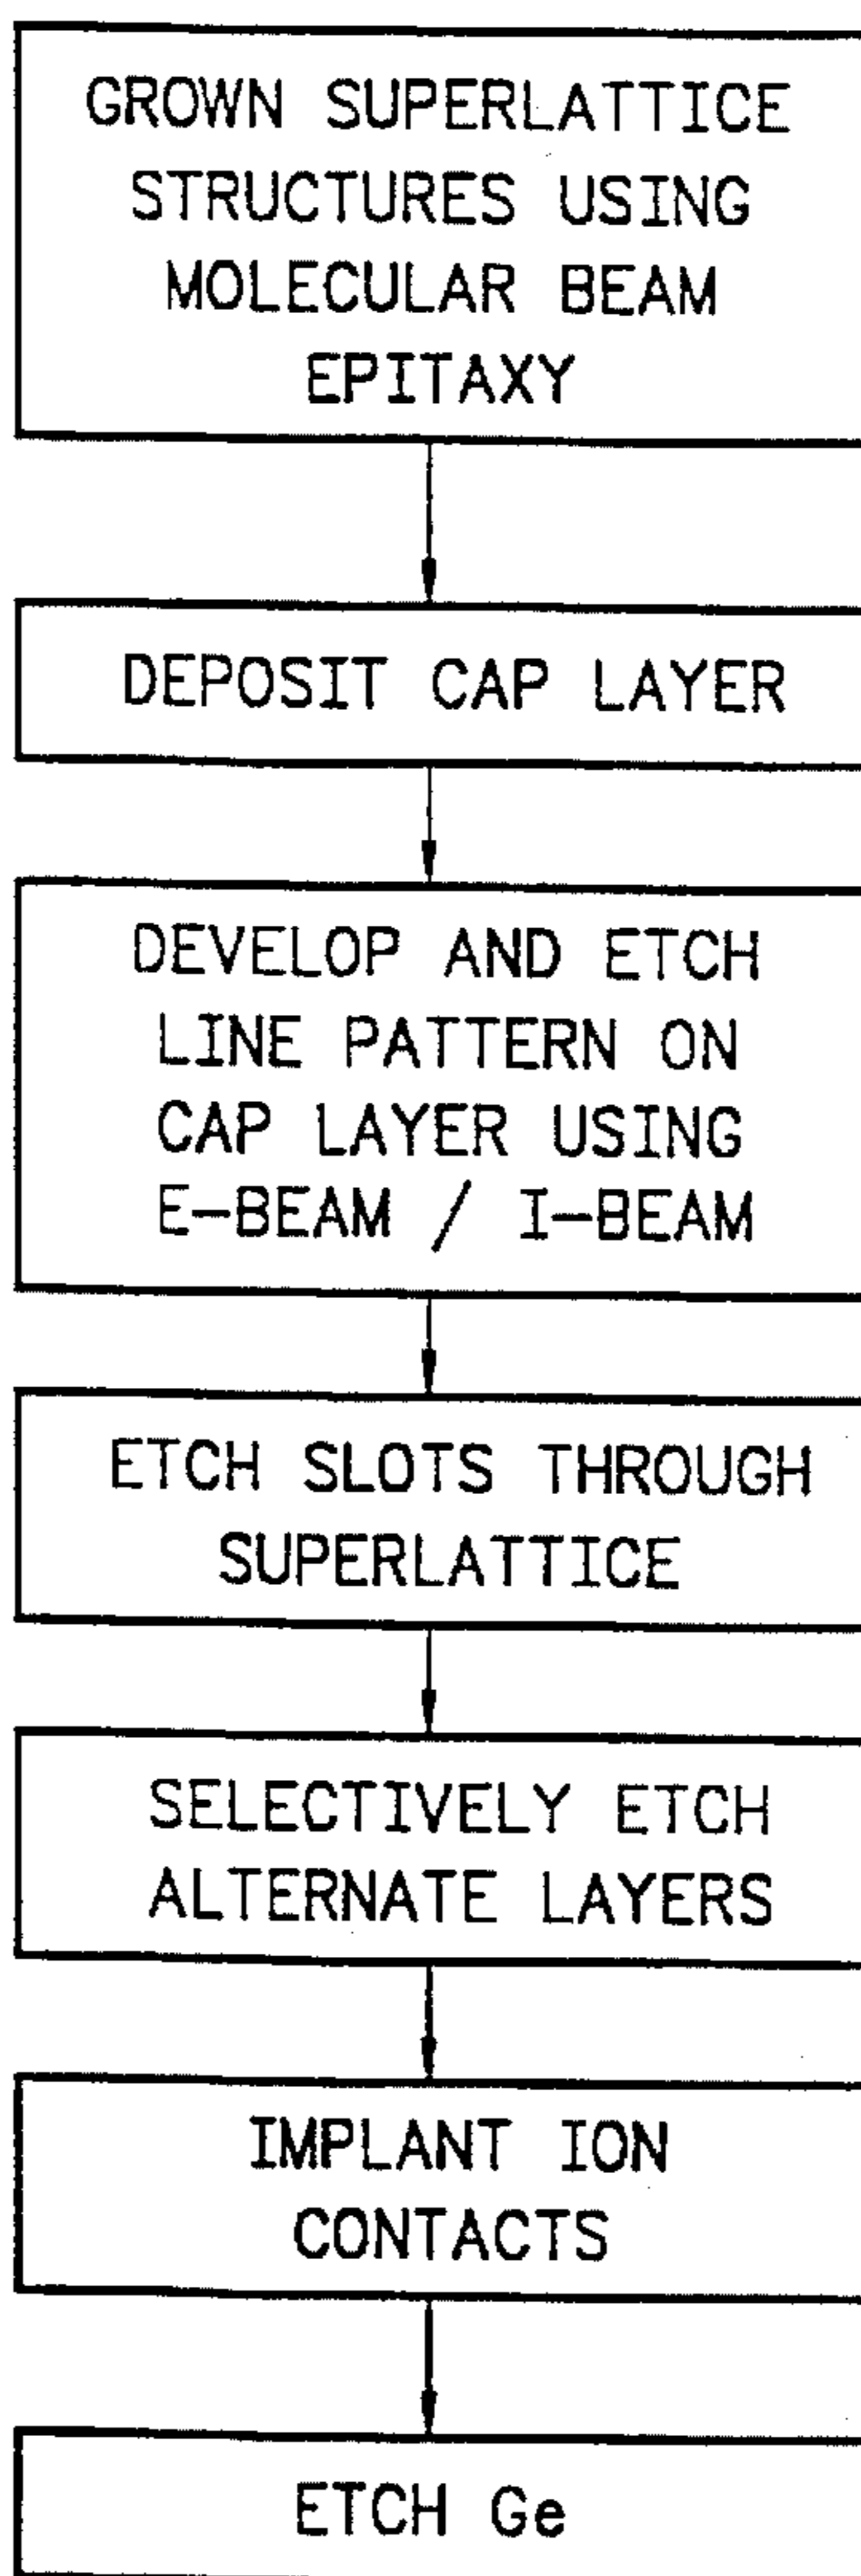 GROWN SUPERLATTICE
STRUCTURES USING
MOLECULAR BEAM
EPITAXY
DEPOSIT CAP LAYER
DEVELOP AND ETCH
LINE PATTERN ON
CAP LAYER USING
E-BEAM / I-BEAM
ETCH SLOTS THROUGH
SUPERLATTICE
SELECTIVELY ETCH
ALTERNATE LAYERS
IMPLANT ION
CONTACTS
ETCH Ge